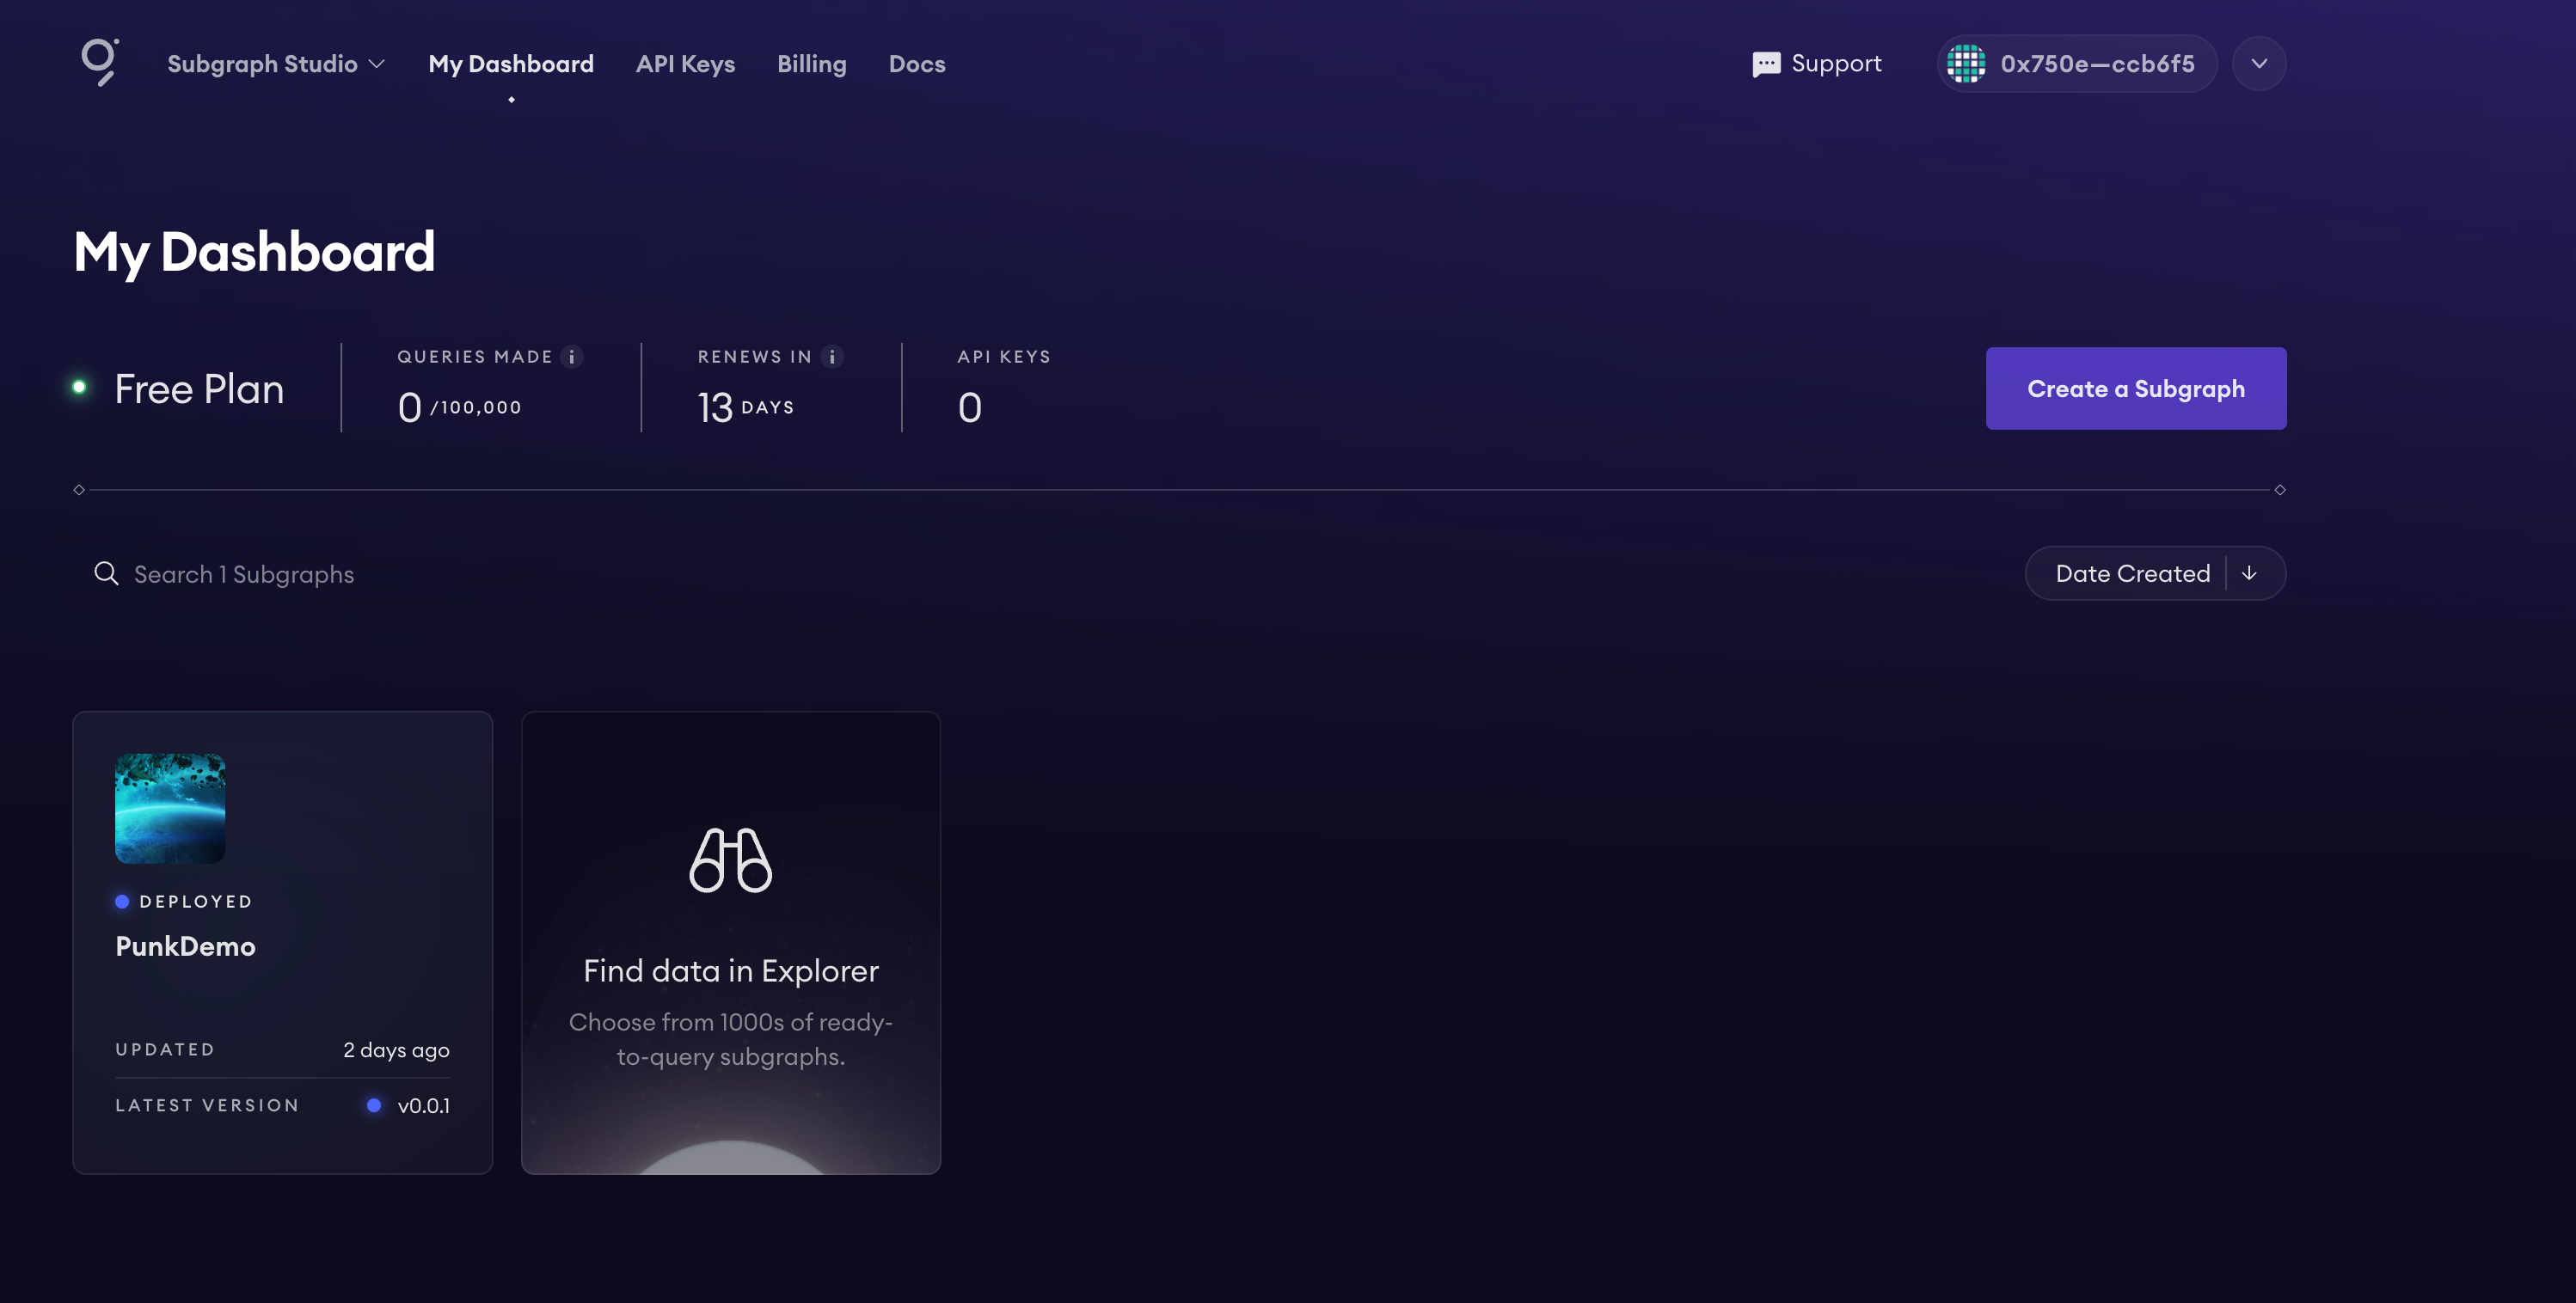 Subgraph Studio My Dashboard API Keys Billing Docs Support 0x750e—ccb6f5
My Dashboard
Free Plan
QUERIES MADE i
0 /100,000
RENEWS IN i
13 DAYS
API KEYS
0
Create a Subgraph
Search 1 Subgraphs
Date Created
DEPLOYED
PunkDemo
UPDATED 2 days ago
LATEST VERSION v0.0.1
Find data in Explorer
Choose from 1000s of ready-
to-query subgraphs.